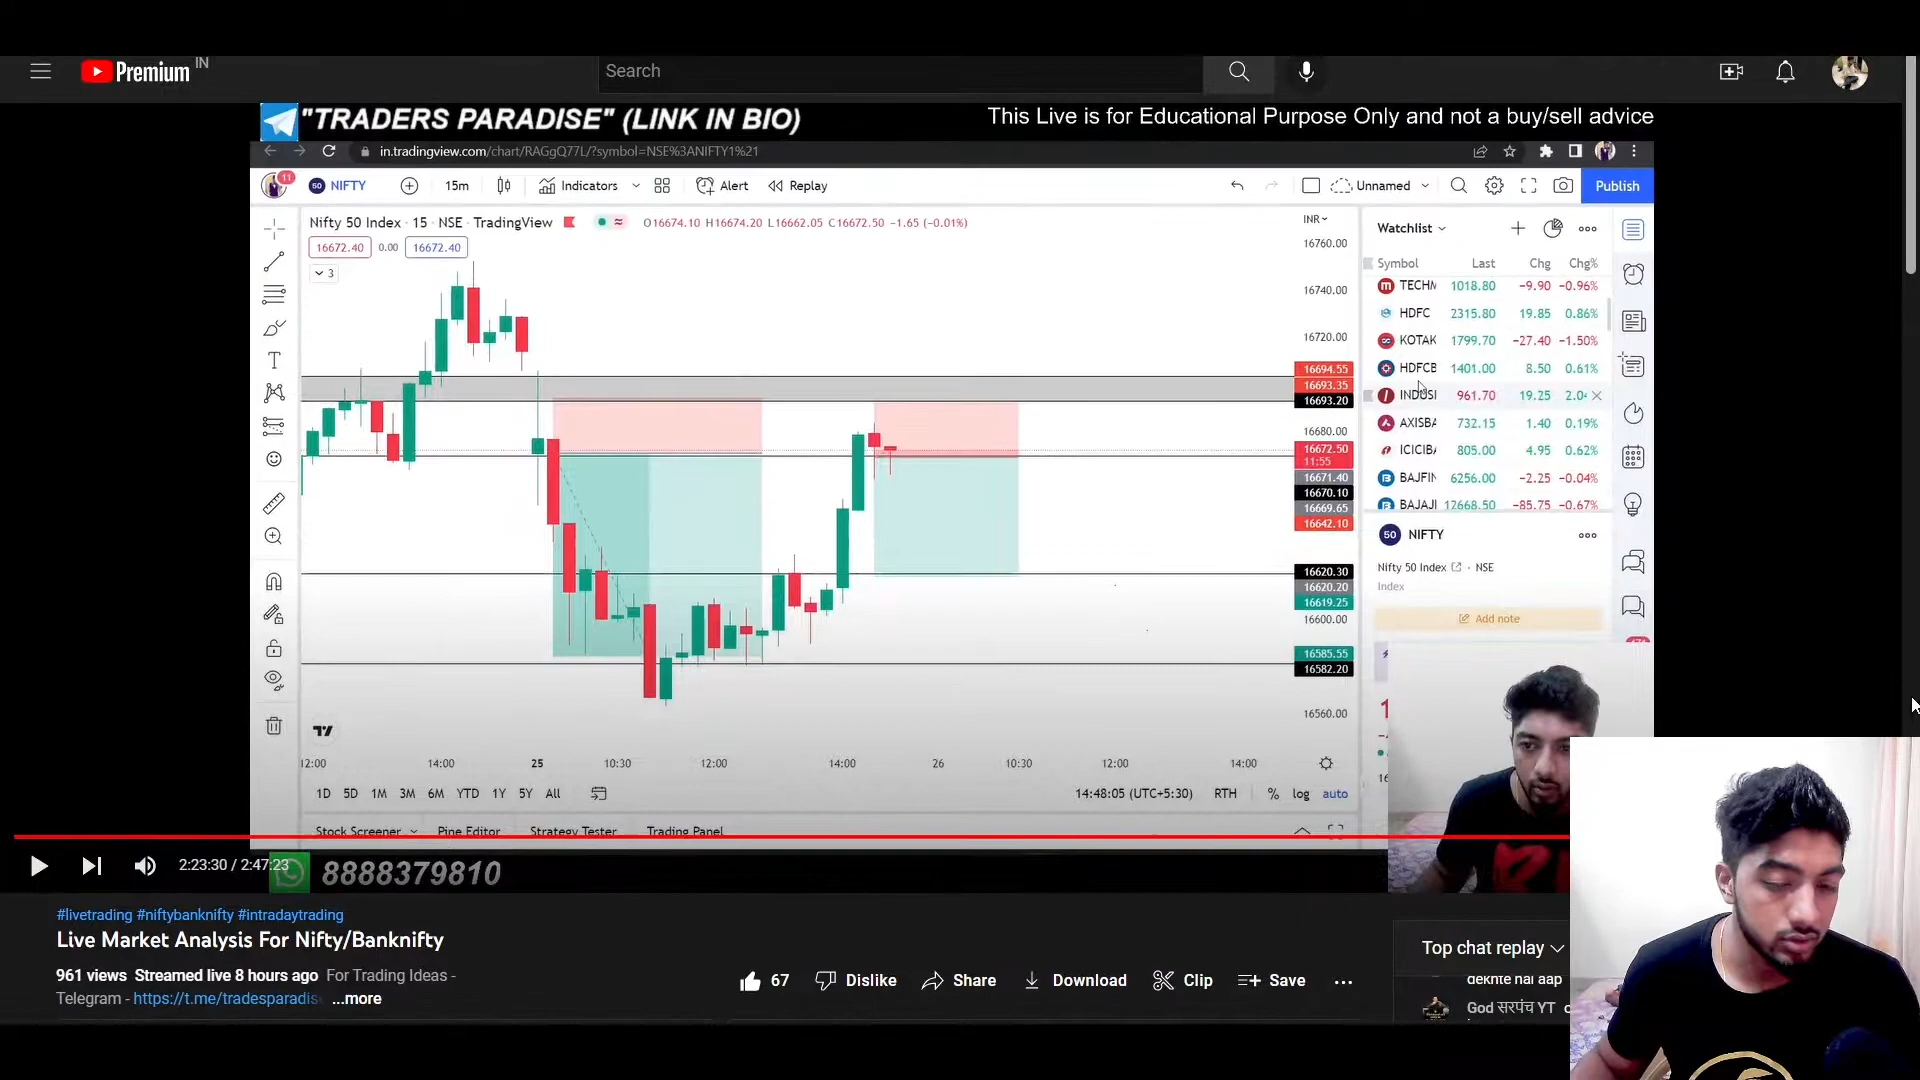 Premium IN
Search
"TRADERS PARADISE" (LINK IN BIO)
This Live is for Educational Purpose Only and not a buy/sell advice
in.tradingview.com/chart/RAGgQ77L/?symbol=NSE%3ANIFTY1%21
11
50 NIFTY
15m
Indicators
Alert
Replay
Unnamed
Publish
Nifty 50 Index · 15 · NSE · TradingView
O16674.10 H16674.20 L16662.05 C16672.50 −1.65 (−0.01%)
16672.40 0.00 16672.40
3
INR
16760.00
16740.00
16720.00
16694.55
16693.35
16693.20
16680.00
16672.50
11:55
16671.40
16670.10
16669.65
16642.10
16620.30
16620.20
16619.25
16600.00
16585.55
16582.20
16560.00
Watchlist
Symbol Last Chg Chg%
TECHM 1018.80 −9.90 −0.96%
HDFC 2315.80 19.85 0.86%
KOTAK 1799.70 −27.40 −1.50%
HDFCB 1401.00 8.50 0.61%
INDUSI 961.70 19.25 2.04
AXISBA 732.15 1.40 0.19%
ICICIBA 805.00 4.95 0.62%
BAJFIN 6256.00 −2.25 −0.04%
BAJAJI 12668.50 −85.75 −0.67%
50 NIFTY
Nifty 50 Index · NSE
Index
Add note
12:00 14:00 25 10:30 12:00 14:00 26 10:30 12:00 14:00
1D 5D 1M 3M 6M YTD 1Y 5Y All
14:48:05 (UTC+5:30) RTH % log auto
Stock Screener Pine Editor Strategy Tester Trading Panel
2:23:30 / 2:47:23
8888379810
#livetrading #niftybanknifty #intradaytrading
Live Market Analysis For Nifty/Banknifty
961 views Streamed live 8 hours ago For Trading Ideas -
Telegram - https://t.me/tradesparadis ...more
67 Dislike Share Download Clip Save
Top chat replay
dekhte hai aap
God सरपंच YT